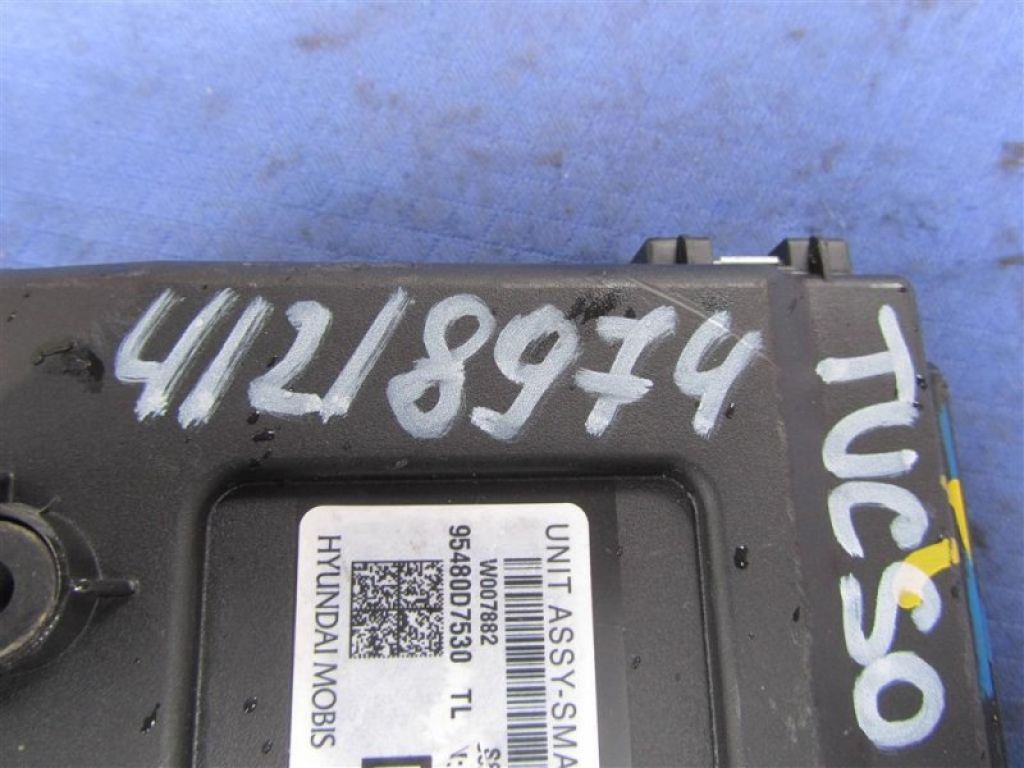 41218974
TUCSO
UNIT ASSY-SMA
W007882
95480D7530 TL
HYUNDAI MOBIS